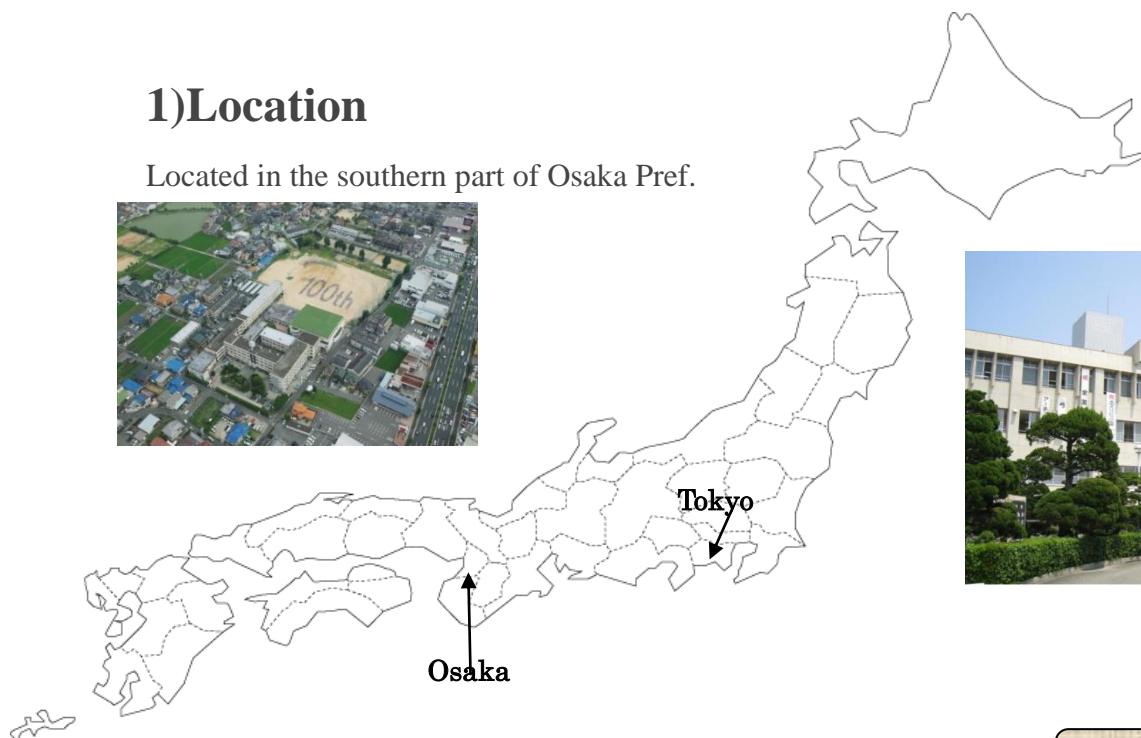 1)Location
Located in the southern part of Osaka Pref.
100th
Tokyo
Osaka